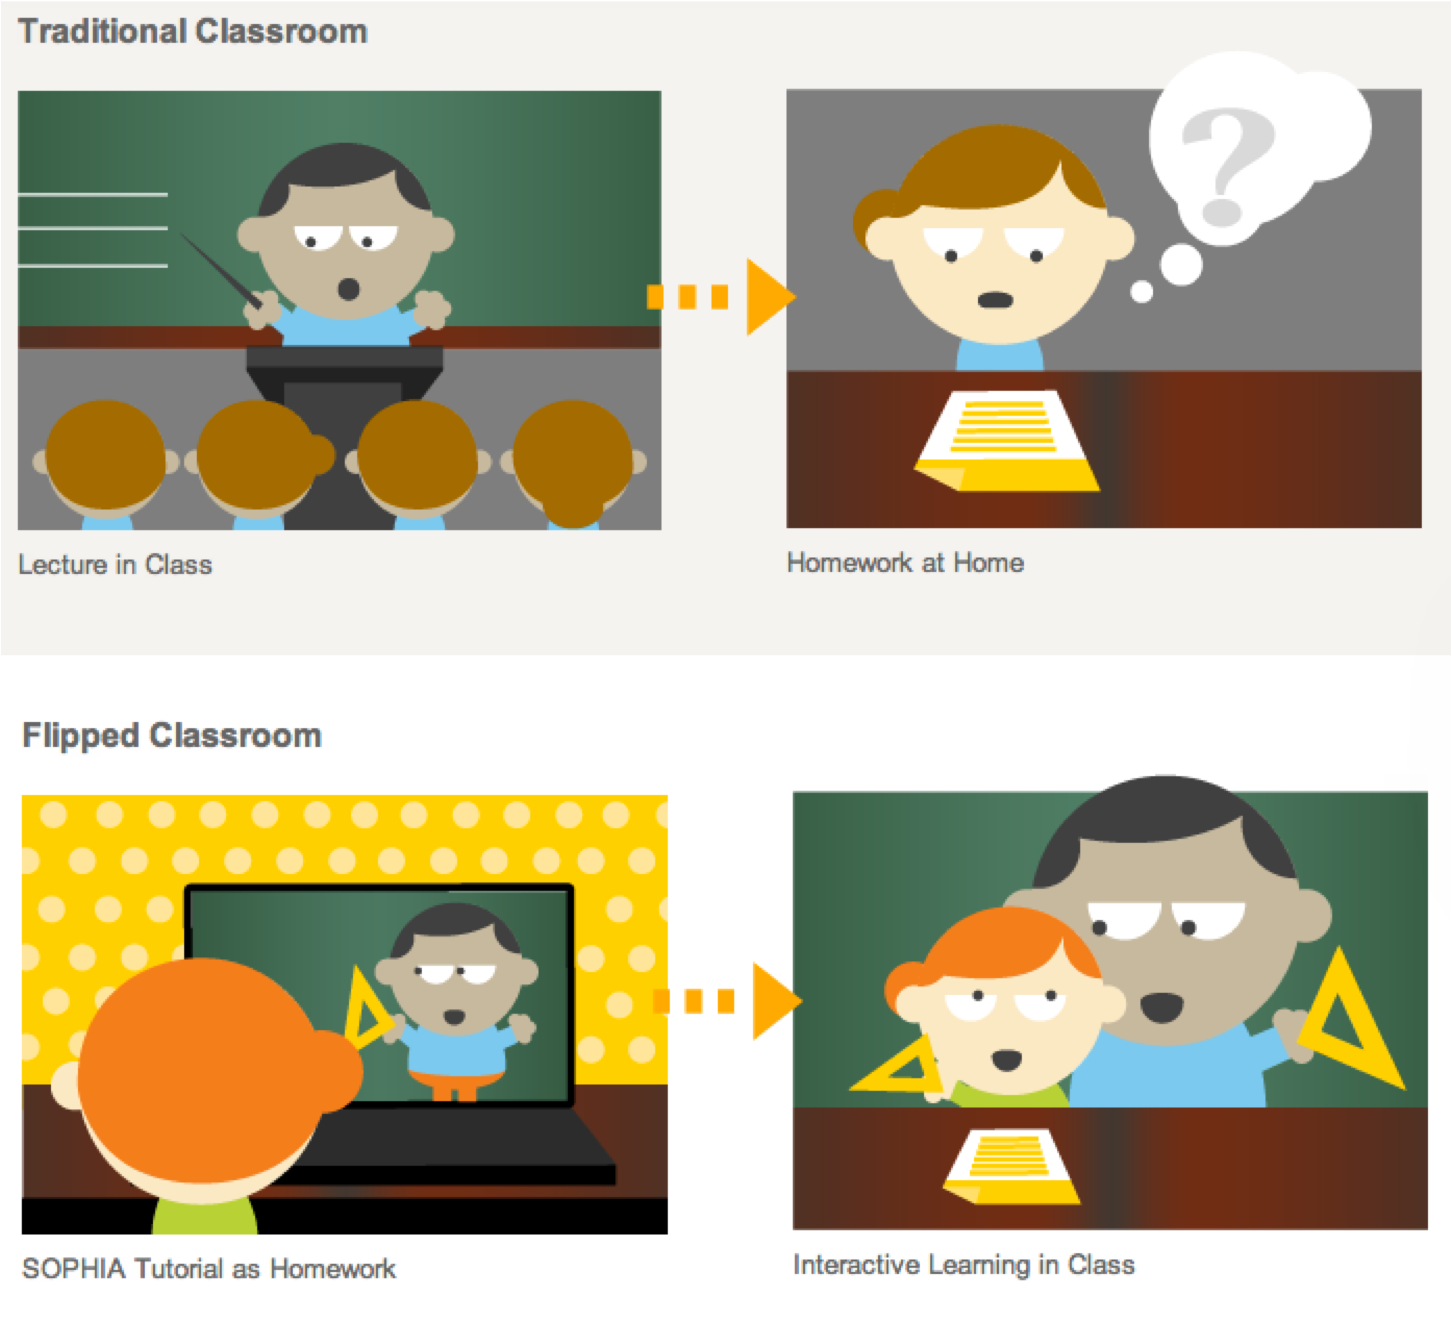 Traditional Classroom
?
Lecture in Class
Homework at Home
Flipped Classroom
SOPHIA Tutorial as Homework
Interactive Learning in Class